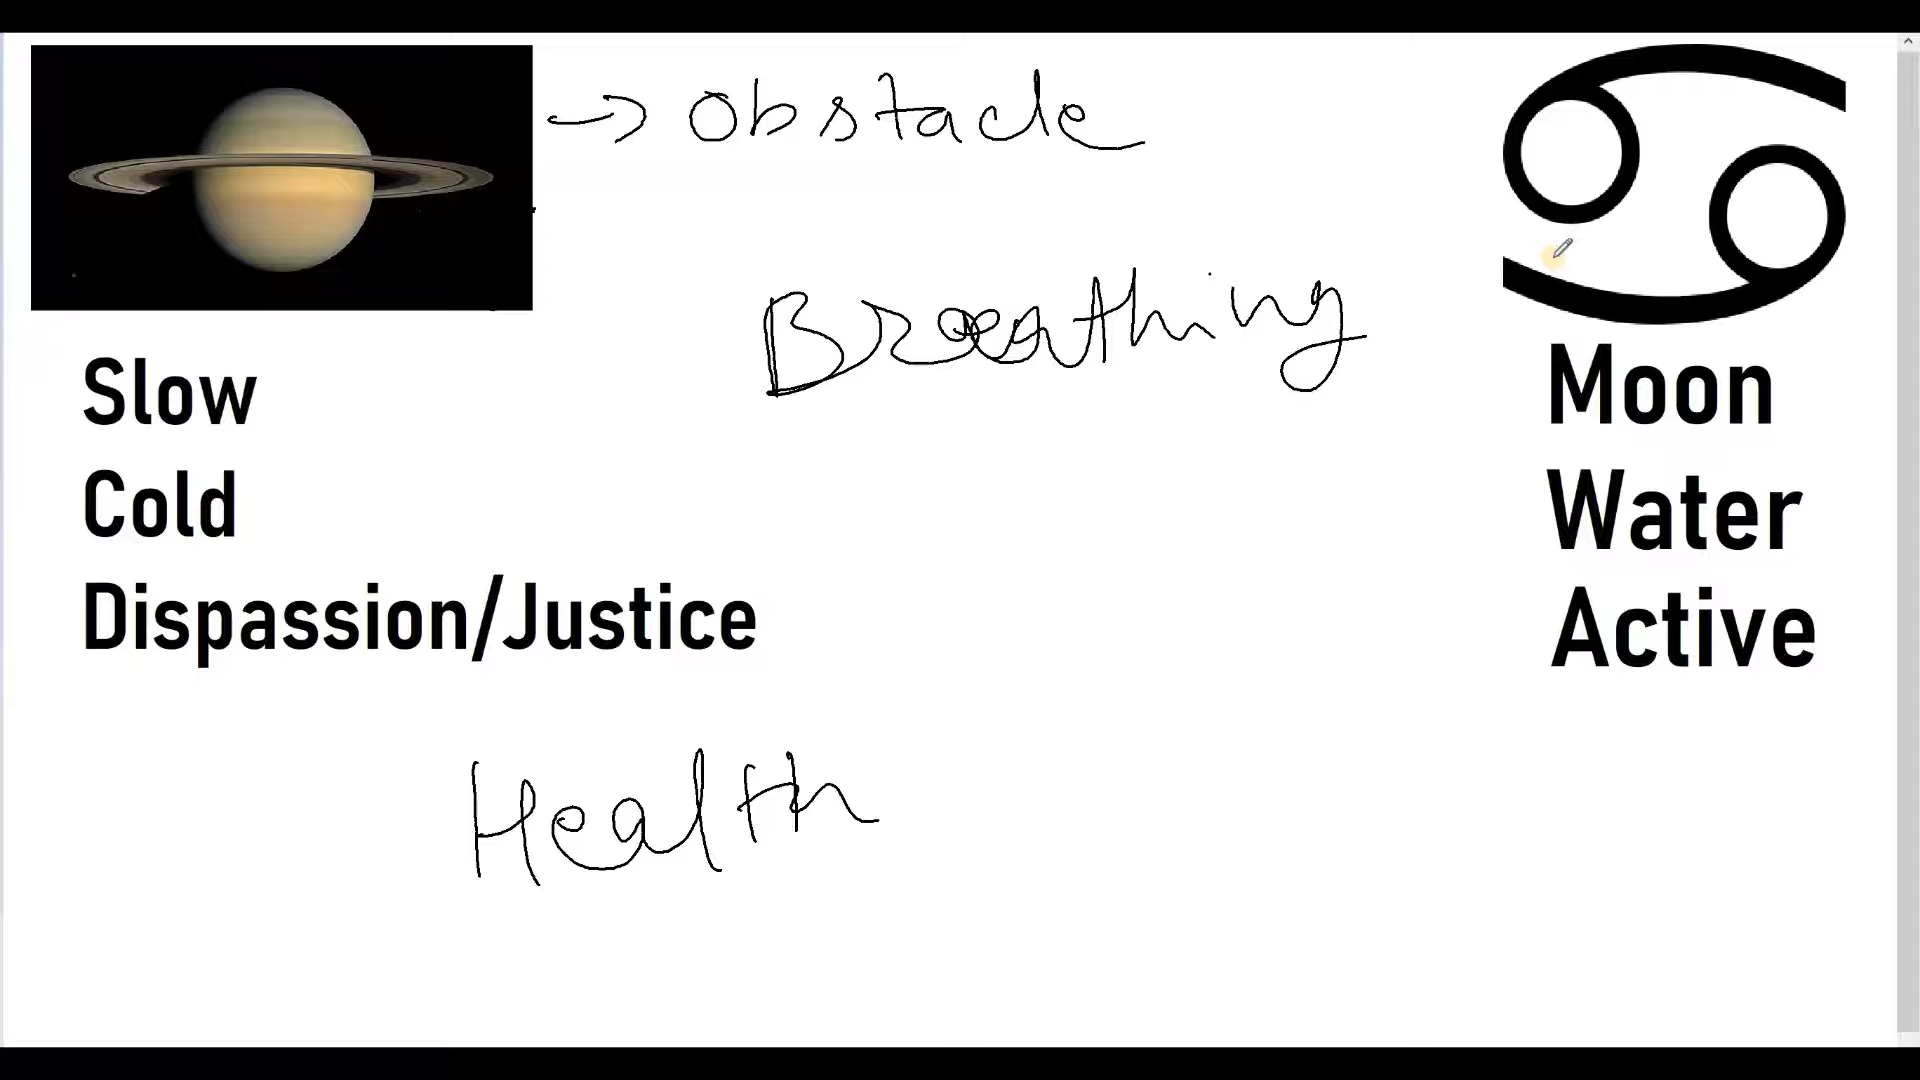 → Obstacle
Breathing
Slow
Cold
Dispassion/Justice
Moon
Water
Active
Health